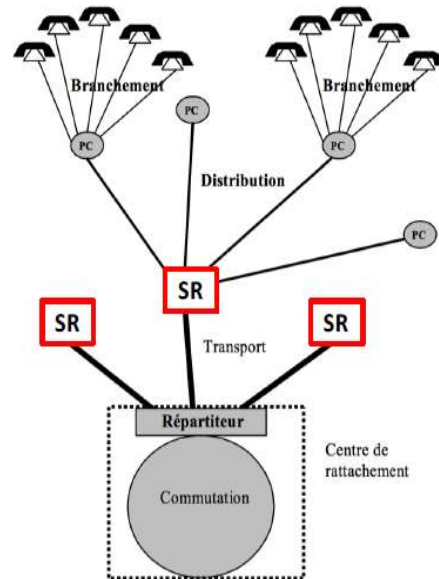 Branchement
Branchement
PC
PC
PC
Distribution
PC
SR
SR
SR
Transport
Répartiteur
Centre de
rattachement
Commutation